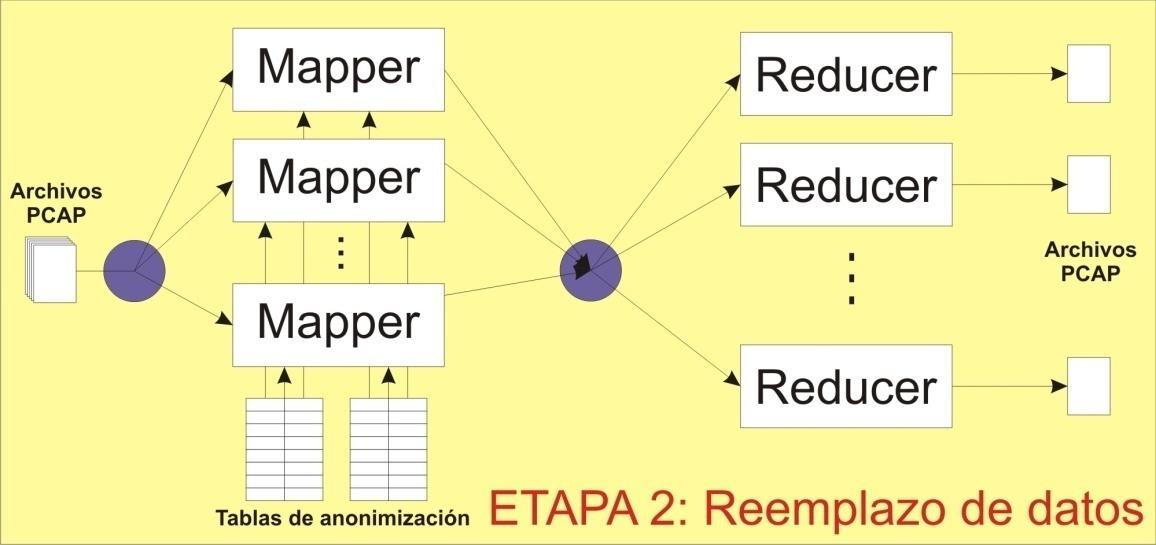 Archivos
PCAP
Mapper
Mapper
⋮
Mapper
Tablas de anonimización
Reducer
Reducer
⋮
Reducer
Archivos
PCAP
ETAPA 2: Reemplazo de datos